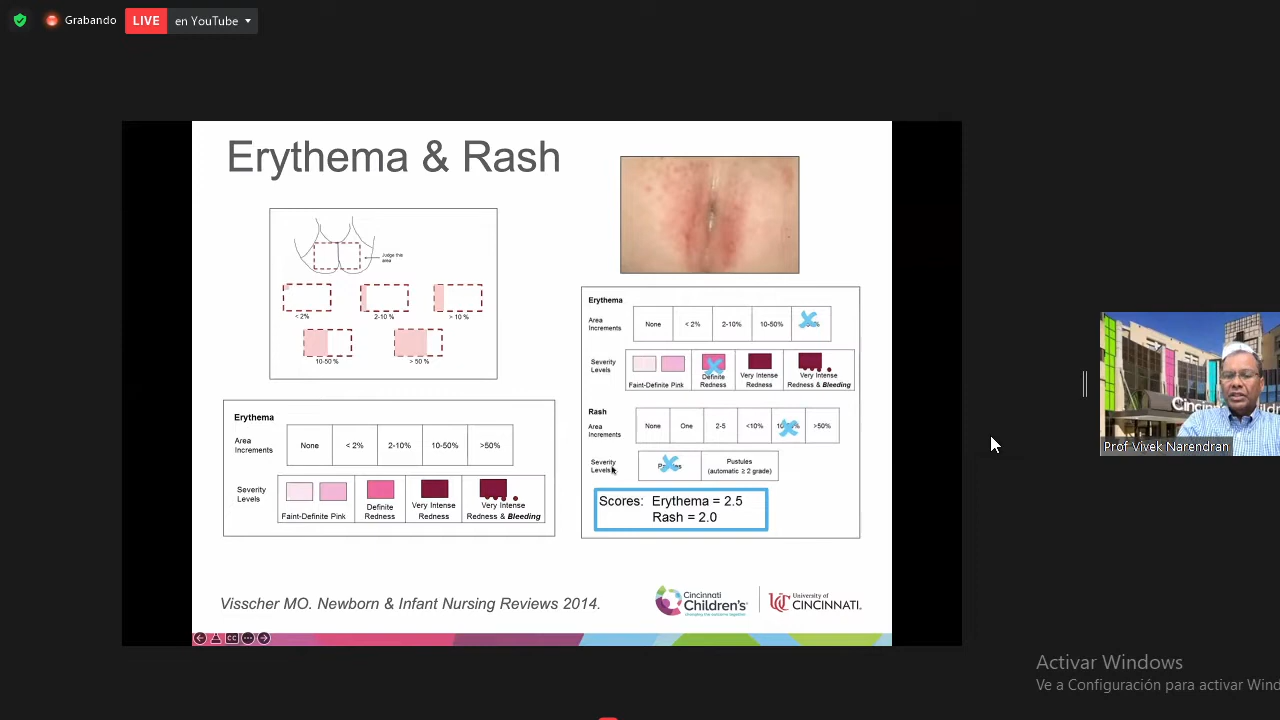 Grabando
LIVE
en YouTube
Erythema & Rash
Judge this
area
< 2%
2-10 %
> 10 %
10-50 %
> 50 %
Erythema
Area
Increments
None
< 2%
2-10%
10-50%
>50%
Severity
Levels
Faint-Definite Pink
Definite
Redness
Very Intense
Redness
Very Intense
Redness & Bleeding
Erythema
Area
Increments
None
< 2%
2-10%
10-50%
Severity
Levels
Faint-Definite Pink
Definite
Redness
Very Intense
Redness
Very Intense
Redness & Bleeding
Rash
Area
Increments
None
One
2-5
<10%
>50%
Severity
Levels
Pustules
(automatic ≥ 2 grade)
Scores: Erythema = 2.5
Rash = 2.0
Visscher MO. Newborn & Infant Nursing Reviews 2014.
Cincinnati
Children's
changing the outcome together
University of
CINCINNATI.
CC
Prof Vivek Narendran
Activar Windows
Ve a Configuración para activar Wind